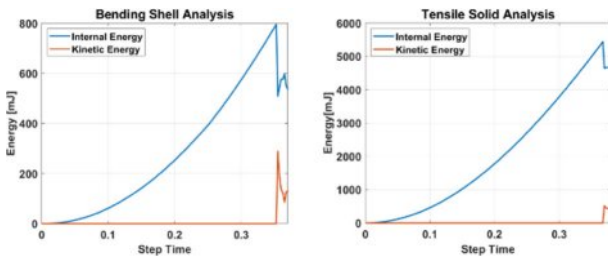 Bending Shell Analysis
Internal Energy
Kinetic Energy
Energy [mJ]
800
600
400
200
0
0
0.1
0.2
0.3
Step Time
Tensile Solid Analysis
Internal Energy
Kinetic Energy
Energy[mJ]
6000
5000
4000
3000
2000
1000
0
0
0.1
0.2
0.3
Step Time